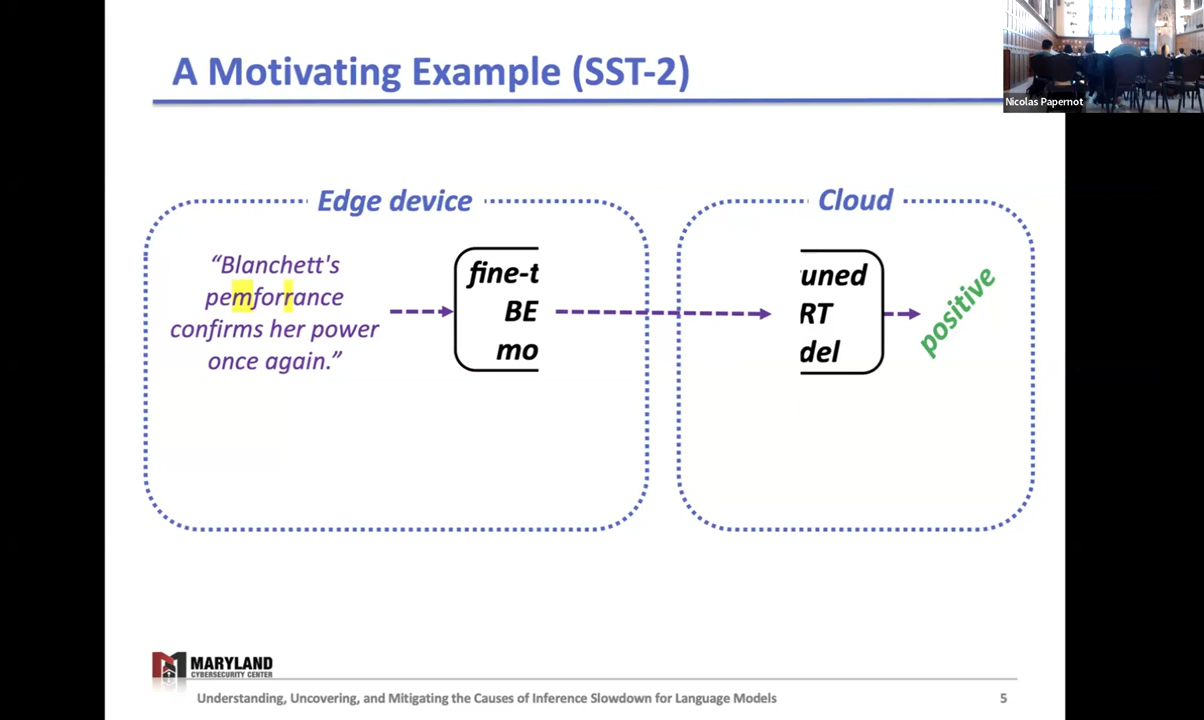 A Motivating Example (SST-2)
Nicolas Papernot
Edge device
Cloud
“Blanchett's
pemforrance
confirms her power
once again.”
fine-t
BE
mo
uned
RT
del
positive
MARYLAND
CYBERSECURITY CENTER
Understanding, Uncovering, and Mitigating the Causes of Inference Slowdown for Language Models
5